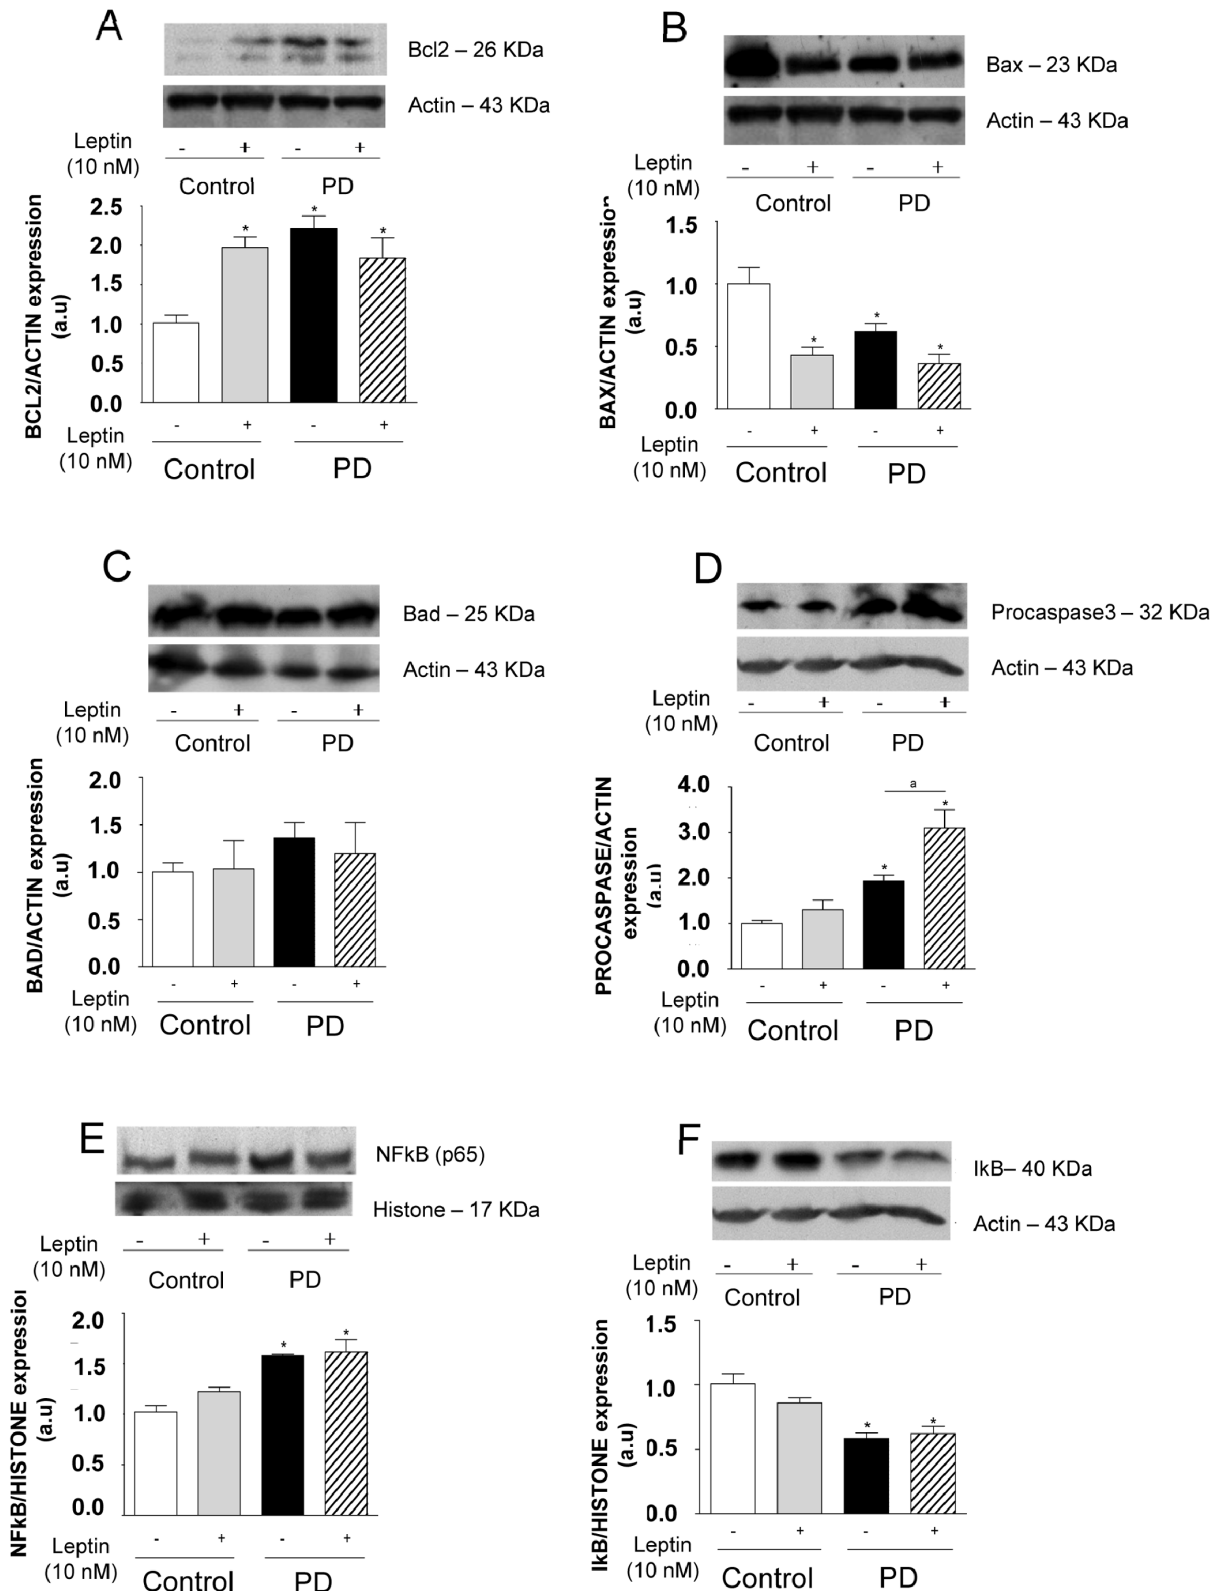 A
Bcl2 – 26 KDa
Actin – 43 KDa
Leptin
(10 nM)
- + - +
Control PD
BCL2/ACTIN expression
(a.u)
2.5
2.0
1.5
1.0
0.5
0.0
* * *
- + - +
Leptin
(10 nM)
Control PD
B
Bax – 23 KDa
Actin – 43 KDa
Leptin
(10 nM)
- + - +
Control PD
BAX/ACTIN expression
(a.u)
1.5
1.0
0.5
0.0
* * *
- + - +
Leptin
(10 nM)
Control PD
C
Bad – 25 KDa
Actin – 43 KDa
Leptin
(10 nM)
- + - +
Control PD
BAD/ACTIN expression
(a.u)
2.0
1.5
1.0
0.5
0.0
- + - +
Leptin
(10 nM)
Control PD
D
Procaspase3 – 32 KDa
Actin – 43 KDa
Leptin
(10 nM)
- + - +
Control PD
PROCASPASE/ACTIN
expression
(a.u)
4.0
3.0
2.0
1.0
0.0
a
* *
- + - +
Leptin
(10 nM)
Control PD
E
NFkB (p65)
Histone – 17 KDa
Leptin
(10 nM)
- + - +
Control PD
NFkB/HISTONE expression
(a.u)
2.0
1.5
1.0
0.5
0.0
* *
- + - +
Leptin
(10 nM)
Control PD
F
IkB– 40 KDa
Actin – 43 KDa
Leptin
(10 nM)
- + - +
Control PD
IkB/HISTONE expression
(a.u)
1.5
1.0
0.5
0.0
* *
- + - +
Leptin
(10 nM)
Control PD